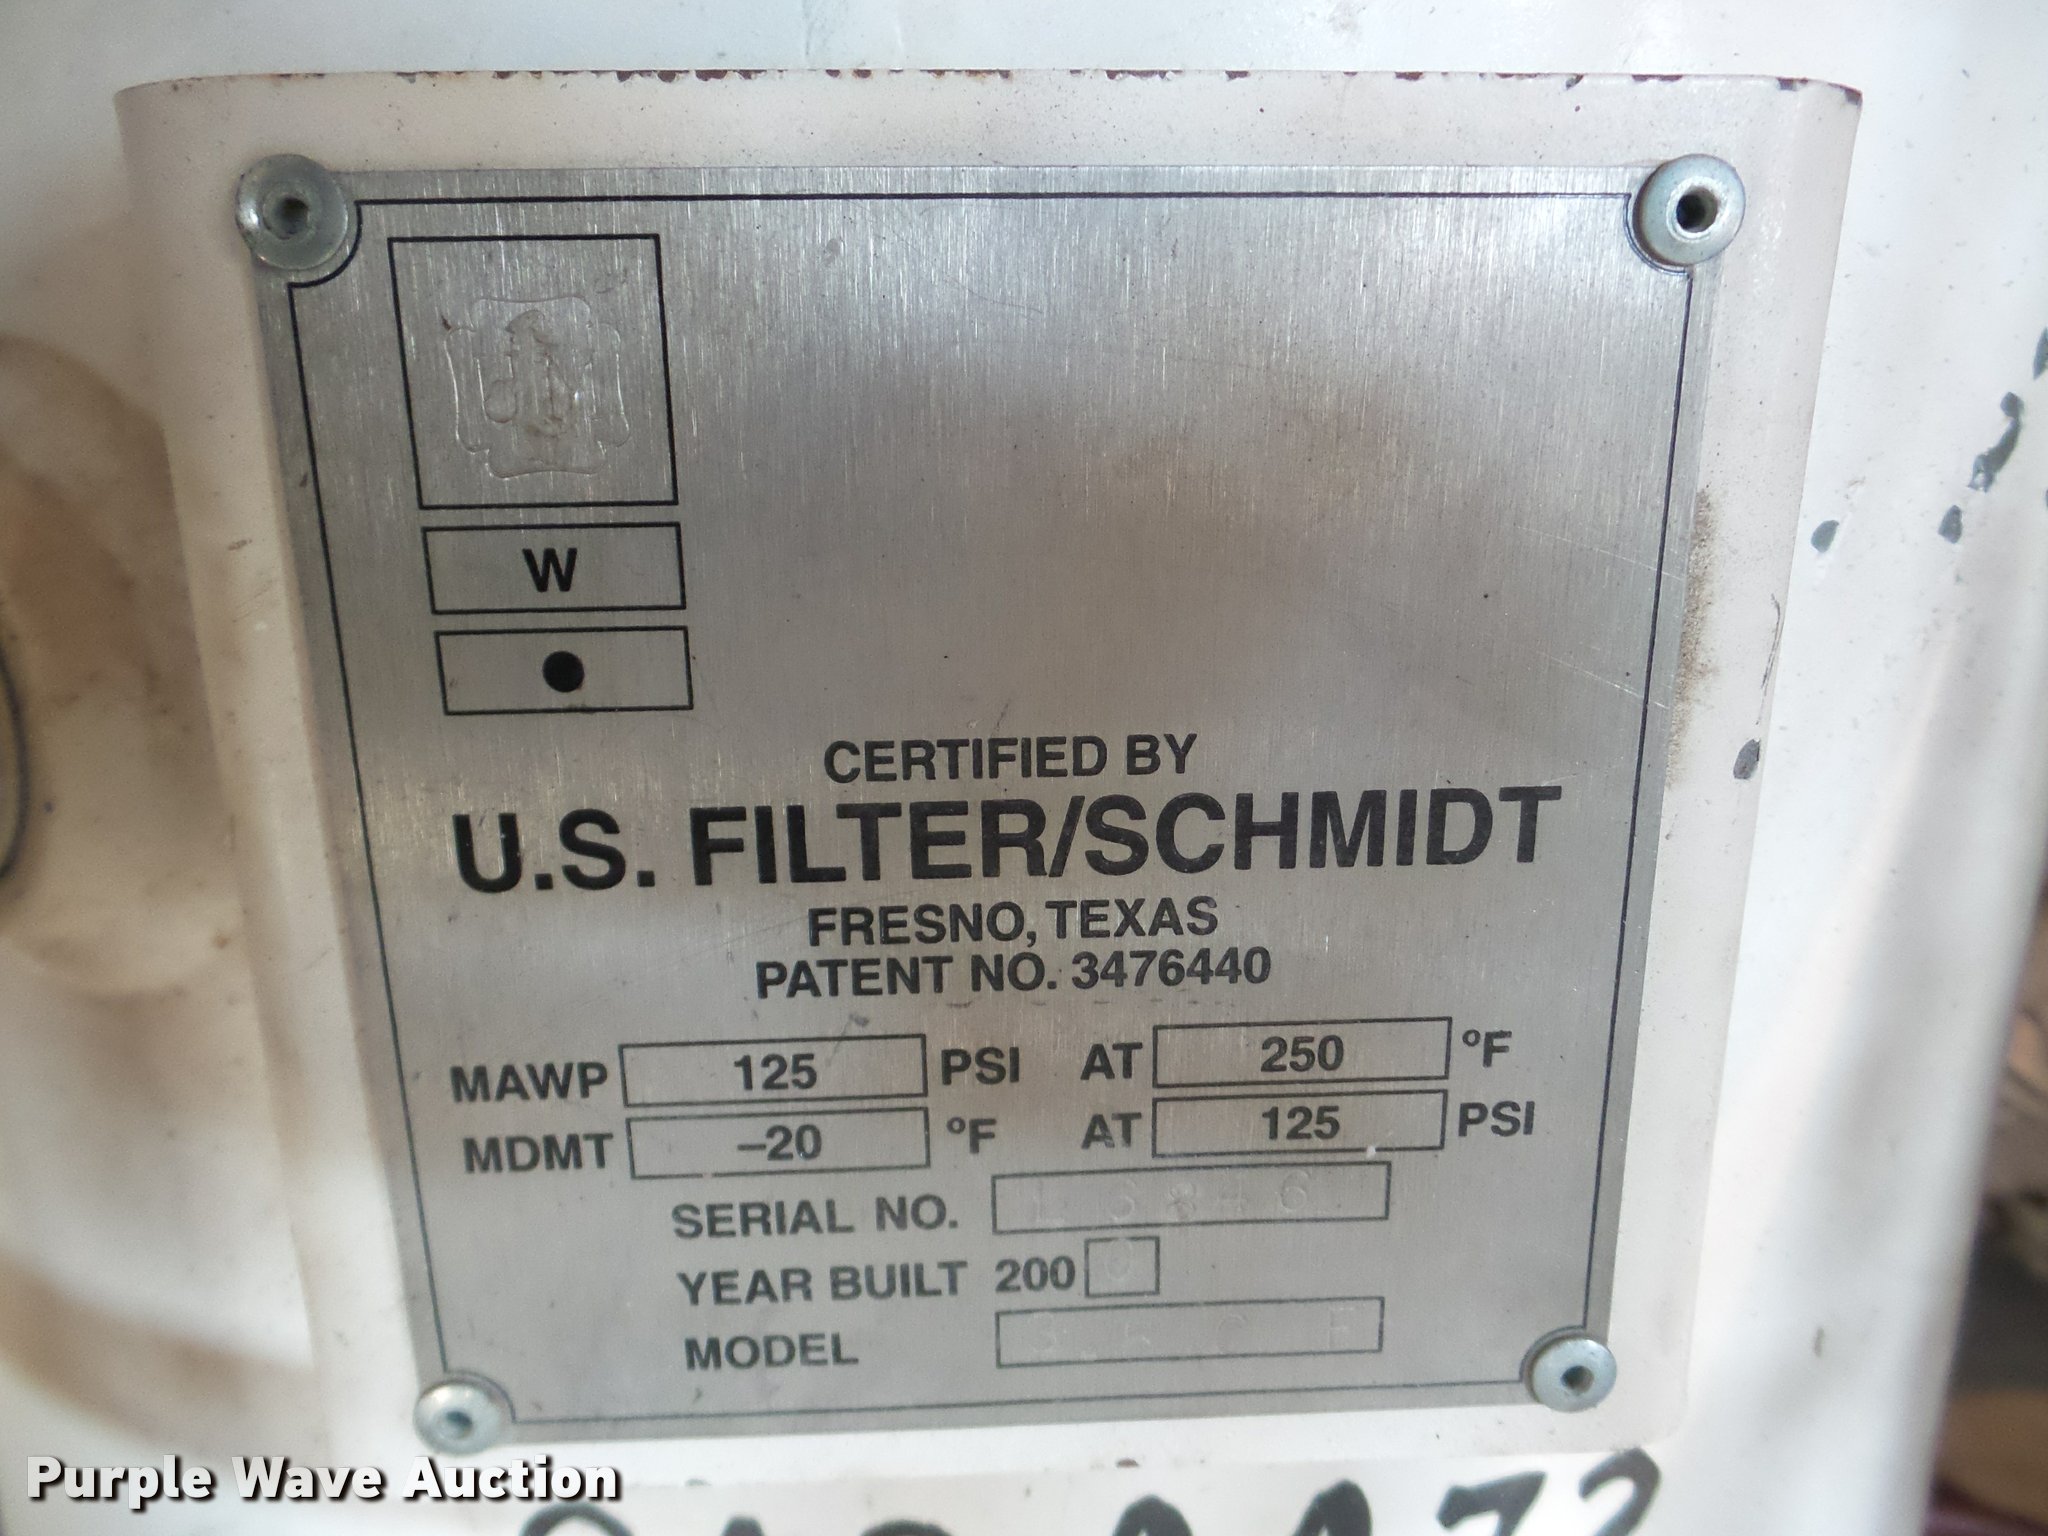 W
CERTIFIED BY
U.S. FILTER/SCHMIDT
FRESNO, TEXAS
PATENT NO. 3476440
MAWP 125 PSI AT 250 °F
MDMT –20 °F AT 125 PSI
SERIAL NO.
YEAR BUILT 200 0
MODEL
Purple Wave Auction